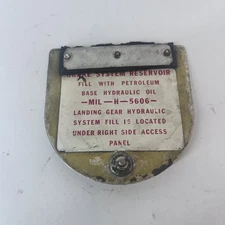 SYSTEM RESERVOIR
FILL WITH PETROLEUM
BASE HYDRAULIC OIL
—MIL—H—5606—
LANDING GEAR HYDRAULIC
SYSTEM FILL IS LOCATED
UNDER RIGHT SIDE ACCESS
PANEL